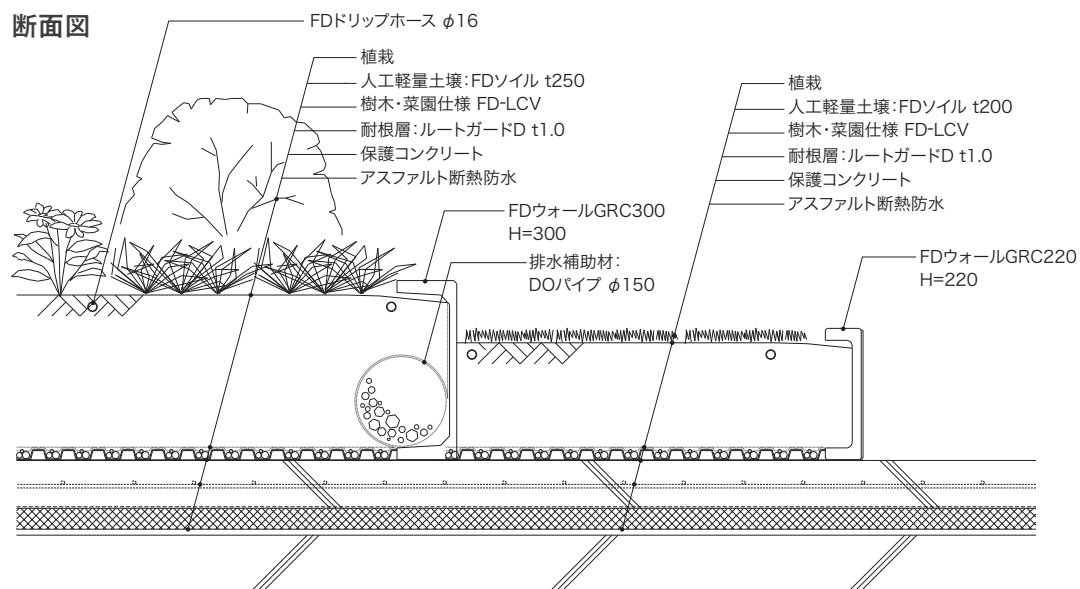 断面図
FDドリップホース φ16
植栽
人工軽量土壌:FDソイル t250
樹木・菜園仕様 FD-LCV
耐根層:ルートガードD t1.0
保護コンクリート
アスファルト断熱防水
FDウォールGRC300
H=300
排水補助材:
DOパイプ φ150
植栽
人工軽量土壌:FDソイル t200
樹木・菜園仕様 FD-LCV
耐根層:ルートガードD t1.0
保護コンクリート
アスファルト断熱防水
FDウォールGRC220
H=220